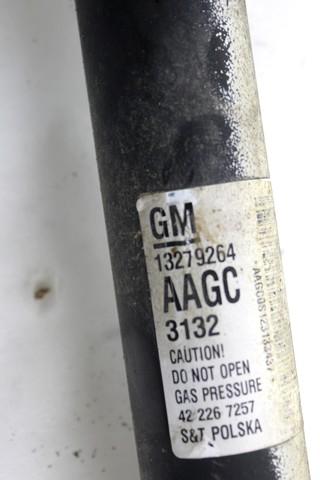 GM
13279264
AAGC
3132
CAUTION!
DO NOT OPEN
GAS PRESSURE
42 226 7257
S&T POLSKA